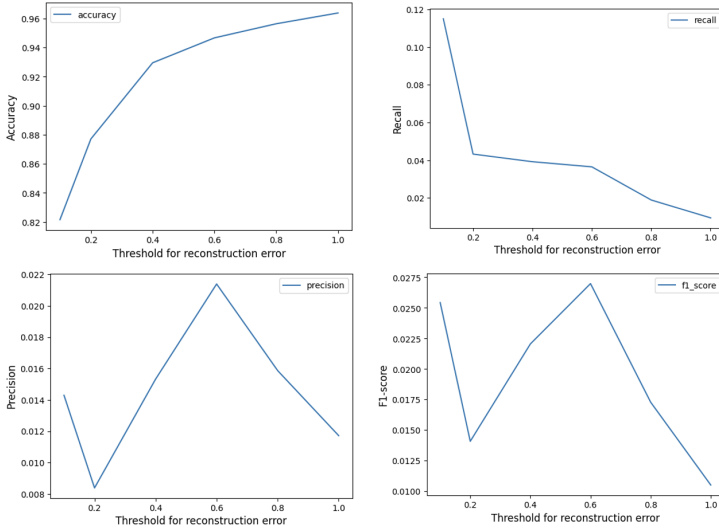 accuracy
Accuracy
0.96
0.94
0.92
0.90
0.88
0.86
0.84
0.82
0.2 0.4 0.6 0.8 1.0
Threshold for reconstruction error
recall
Recall
0.12
0.10
0.08
0.06
0.04
0.02
0.2 0.4 0.6 0.8 1.0
Threshold for reconstruction error
precision
Precision
0.022
0.020
0.018
0.016
0.014
0.012
0.010
0.008
0.2 0.4 0.6 0.8 1.0
Threshold for reconstruction error
f1_score
F1-score
0.0275
0.0250
0.0225
0.0200
0.0175
0.0150
0.0125
0.0100
0.2 0.4 0.6 0.8 1.0
Threshold for reconstruction error